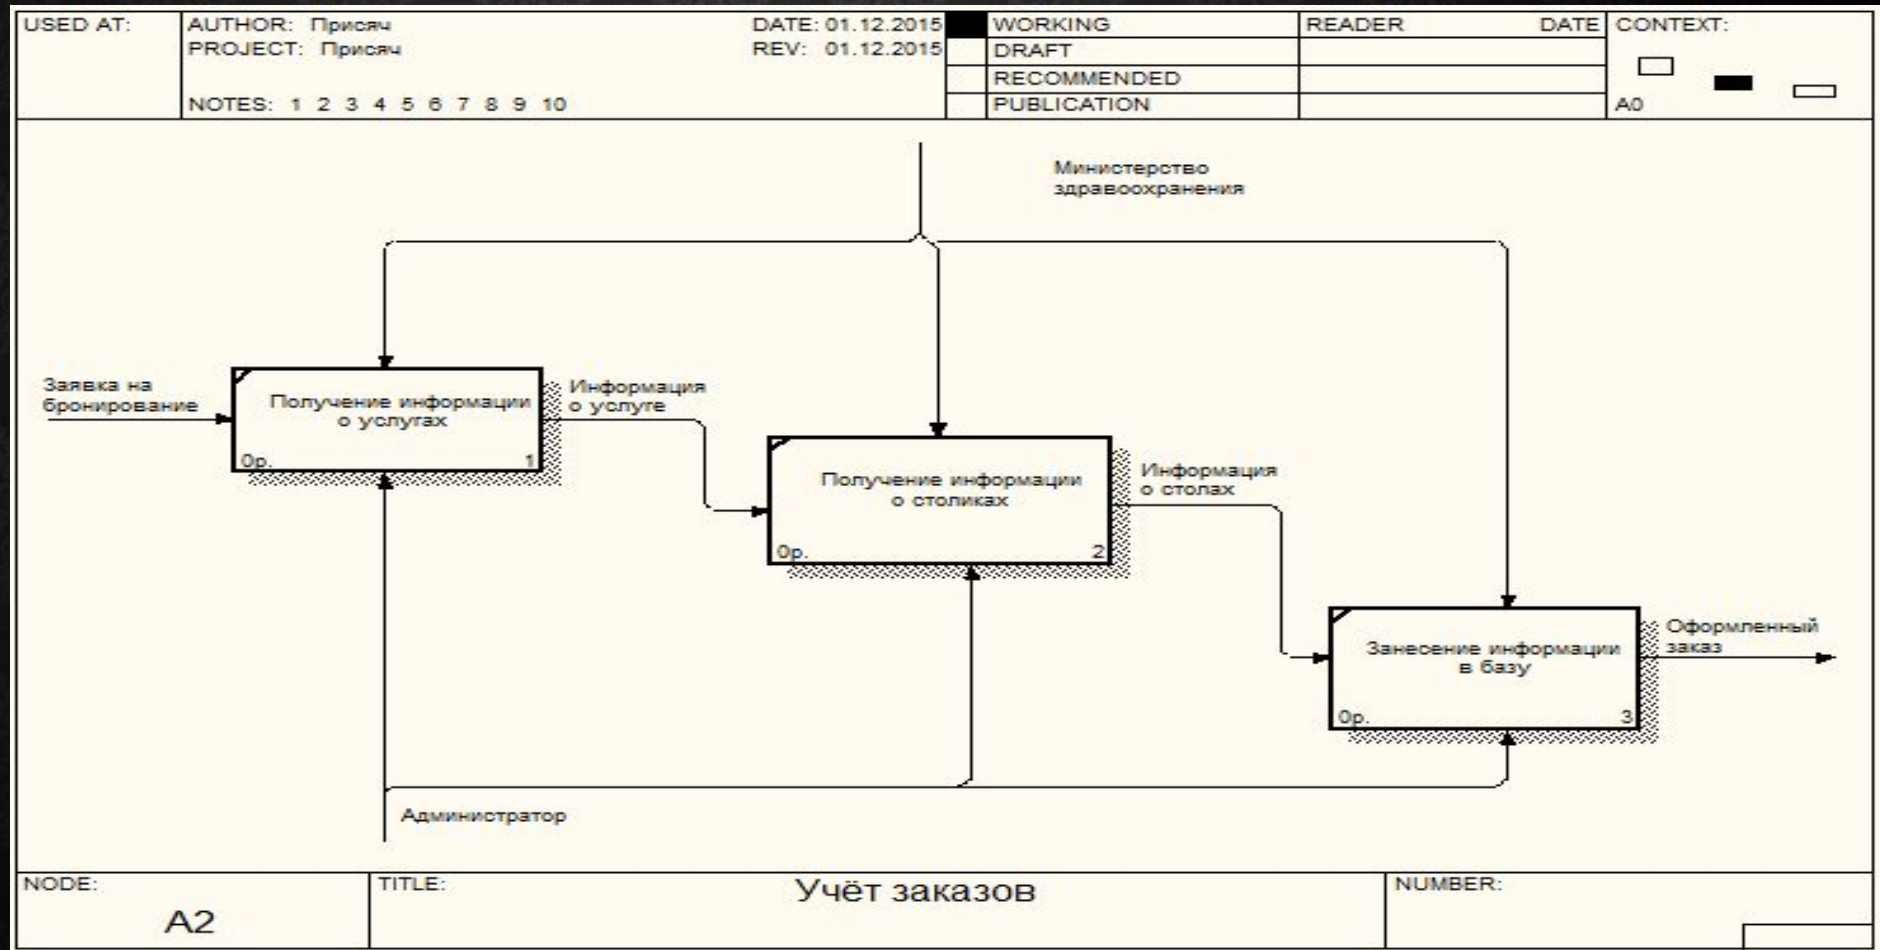 USED AT:
AUTHOR: Присяч
DATE: 01.12.2015
WORKING
READER
DATE
CONTEXT:
PROJECT: Присяч
REV: 01.12.2015
DRAFT
RECOMMENDED
NOTES: 1 2 3 4 5 6 7 8 9 10
PUBLICATION
A0
Министерство
здравоохранения
Заявка на
бронирование
Получение информации
о услугах
0р.
1
Информация
о услуге
Получение информации
о столиках
0р.
2
Информация
о столах
Занесение информации
в базу
0р.
3
Оформленный
заказ
Администратор
NODE:
A2
TITLE:
Учёт заказов
NUMBER: